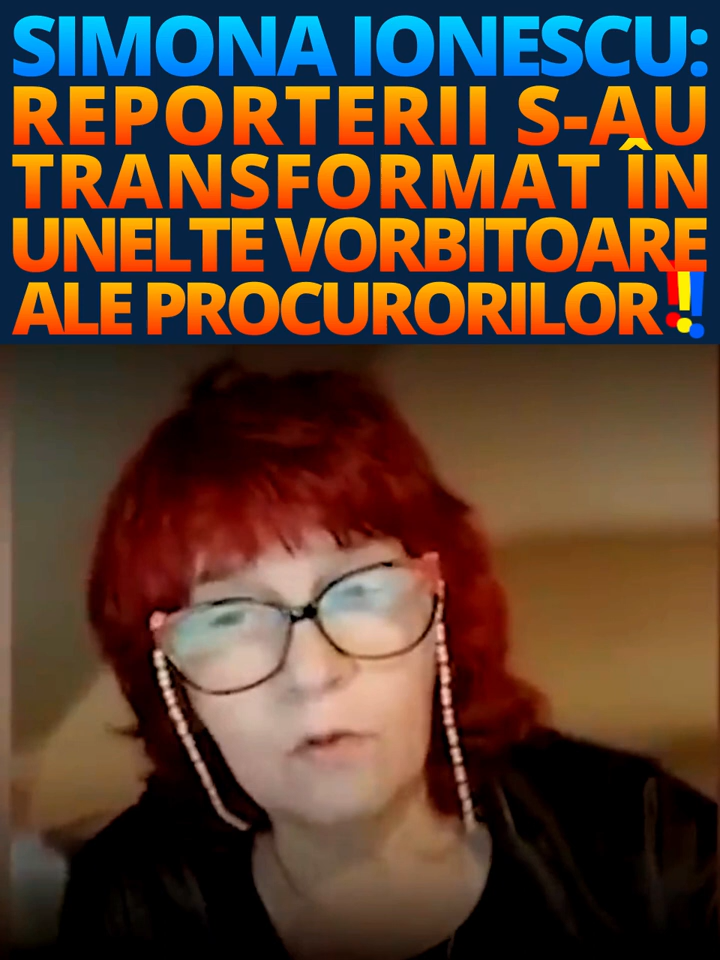 SIMONA IONESCU:
REPORTERII S-AU
TRANSFORMAT ÎN
UNELTE VORBITOARE
ALE PROCURORILOR‼